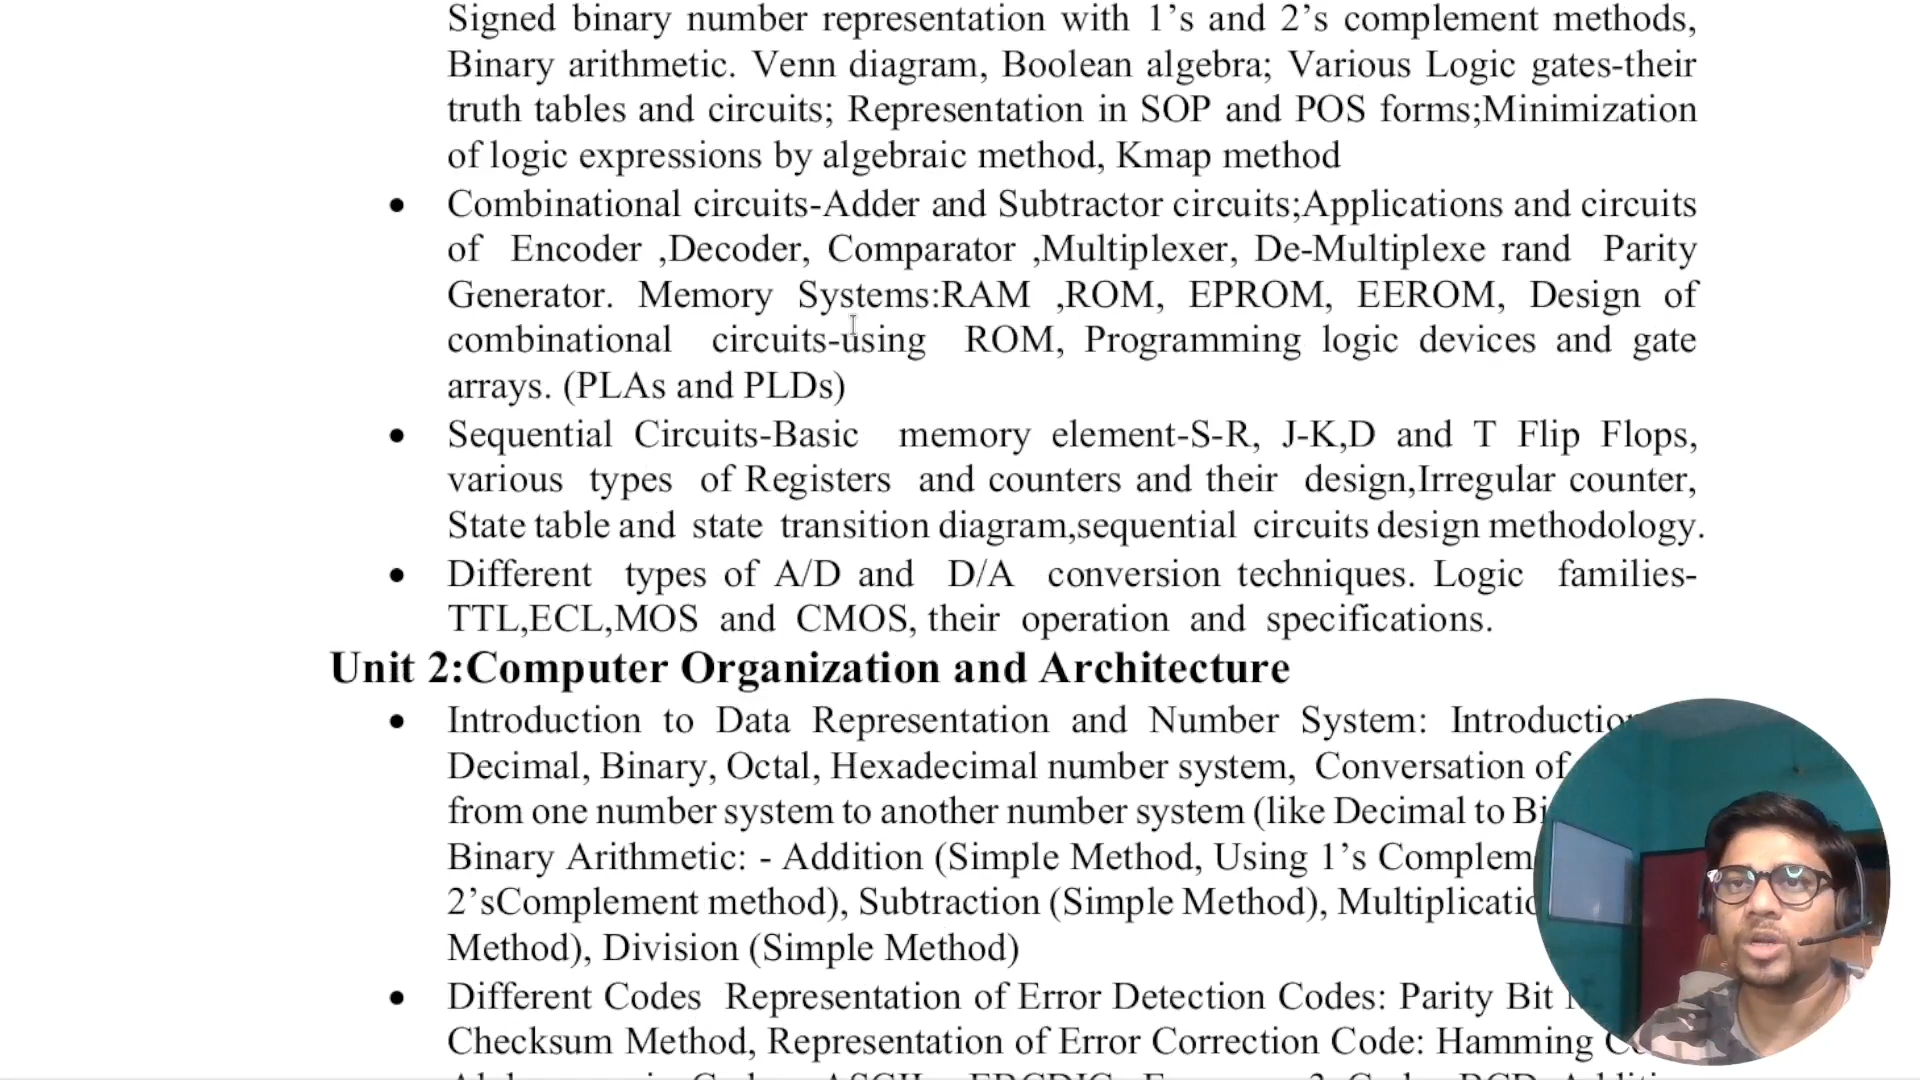 Signed binary number representation with 1’s and 2’s complement methods,
Binary arithmetic. Venn diagram, Boolean algebra; Various Logic gates-their
truth tables and circuits; Representation in SOP and POS forms;Minimization
of logic expressions by algebraic method, Kmap method
• Combinational circuits-Adder and Subtractor circuits;Applications and circuits
of Encoder ,Decoder, Comparator ,Multiplexer, De-Multiplexe rand Parity
Generator. Memory Systems:RAM ,ROM, EPROM, EEROM, Design of
combinational circuits-using ROM, Programming logic devices and gate
arrays. (PLAs and PLDs)
• Sequential Circuits-Basic memory element-S-R, J-K,D and T Flip Flops,
various types of Registers and counters and their design,Irregular counter,
State table and state transition diagram,sequential circuits design methodology.
• Different types of A/D and D/A conversion techniques. Logic families-
TTL,ECL,MOS and CMOS, their operation and specifications.
Unit 2:Computer Organization and Architecture
• Introduction to Data Representation and Number System: Introductio
Decimal, Binary, Octal, Hexadecimal number system, Conversation of
from one number system to another number system (like Decimal to Bi
Binary Arithmetic: - Addition (Simple Method, Using 1’s Complem
2’sComplement method), Subtraction (Simple Method), Multiplicatio
Method), Division (Simple Method)
• Different Codes Representation of Error Detection Codes: Parity Bit
Checksum Method, Representation of Error Correction Code: Hamming